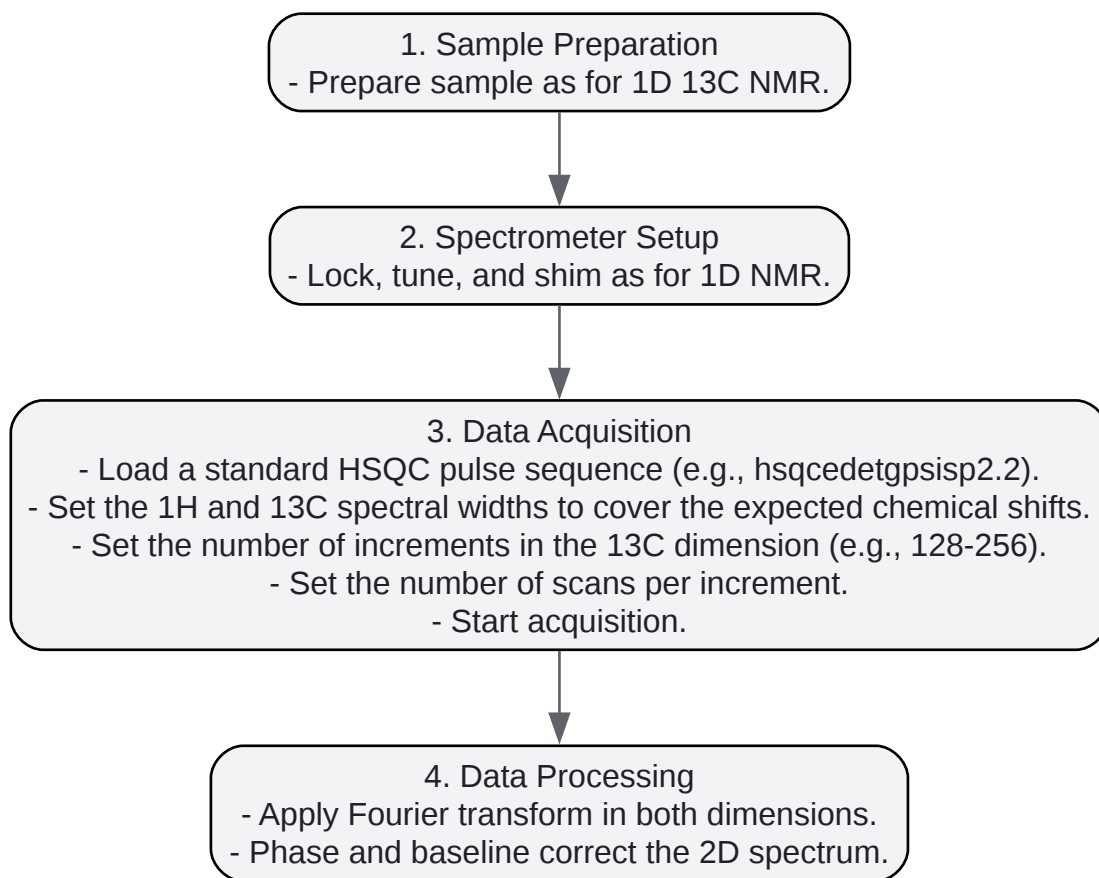 1. Sample Preparation
- Prepare sample as for 1D 13C NMR.
2. Spectrometer Setup
- Lock, tune, and shim as for 1D NMR.
3. Data Acquisition
- Load a standard HSQC pulse sequence (e.g., hsqcedetgpsisp2.2).
- Set the 1H and 13C spectral widths to cover the expected chemical shifts.
- Set the number of increments in the 13C dimension (e.g., 128-256).
- Set the number of scans per increment.
- Start acquisition.
4. Data Processing
- Apply Fourier transform in both dimensions.
- Phase and baseline correct the 2D spectrum.